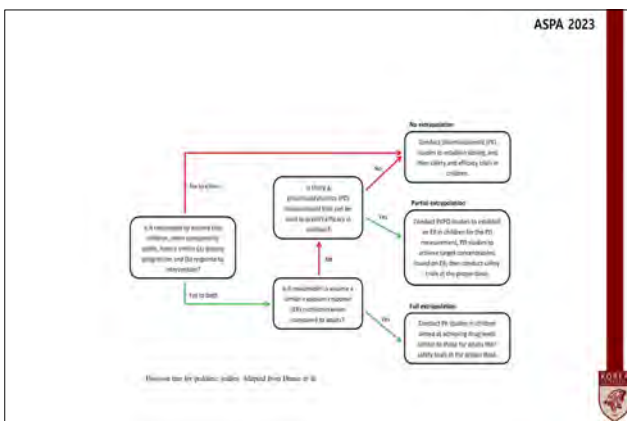 ASPA 2023
No extrapolation
Conduct pharmacokinetic (PK)
studies to establish dosing, and
then safety and efficacy trials in
children.
No to either
No
Is there a
pharmacodynamic (PD)
measurement that can be
used to predict efficacy in
children?
Partial extrapolation
Yes
Conduct PK/PD studies to establish
an ER in children for the PD
measurement, PK studies to
achieve target concentrations
based on ER, then conduct safety
trials at the proper dose.
Is it reasonable to assume that
children, when compared to
adults, have a similar (1) disease
progression and (2) response to
intervention?
No
Yes to both
Is it reasonable to assume a
similar exposure-response
(ER) in children when
compared to adults?
Yes
Full extrapolation
Conduct PK studies in children
aimed at achieving drug levels
similar to those for adults then
safety trials at the proper dose.
Decision tree for pediatric studies. Adapted from Dunne et al.
KOREA